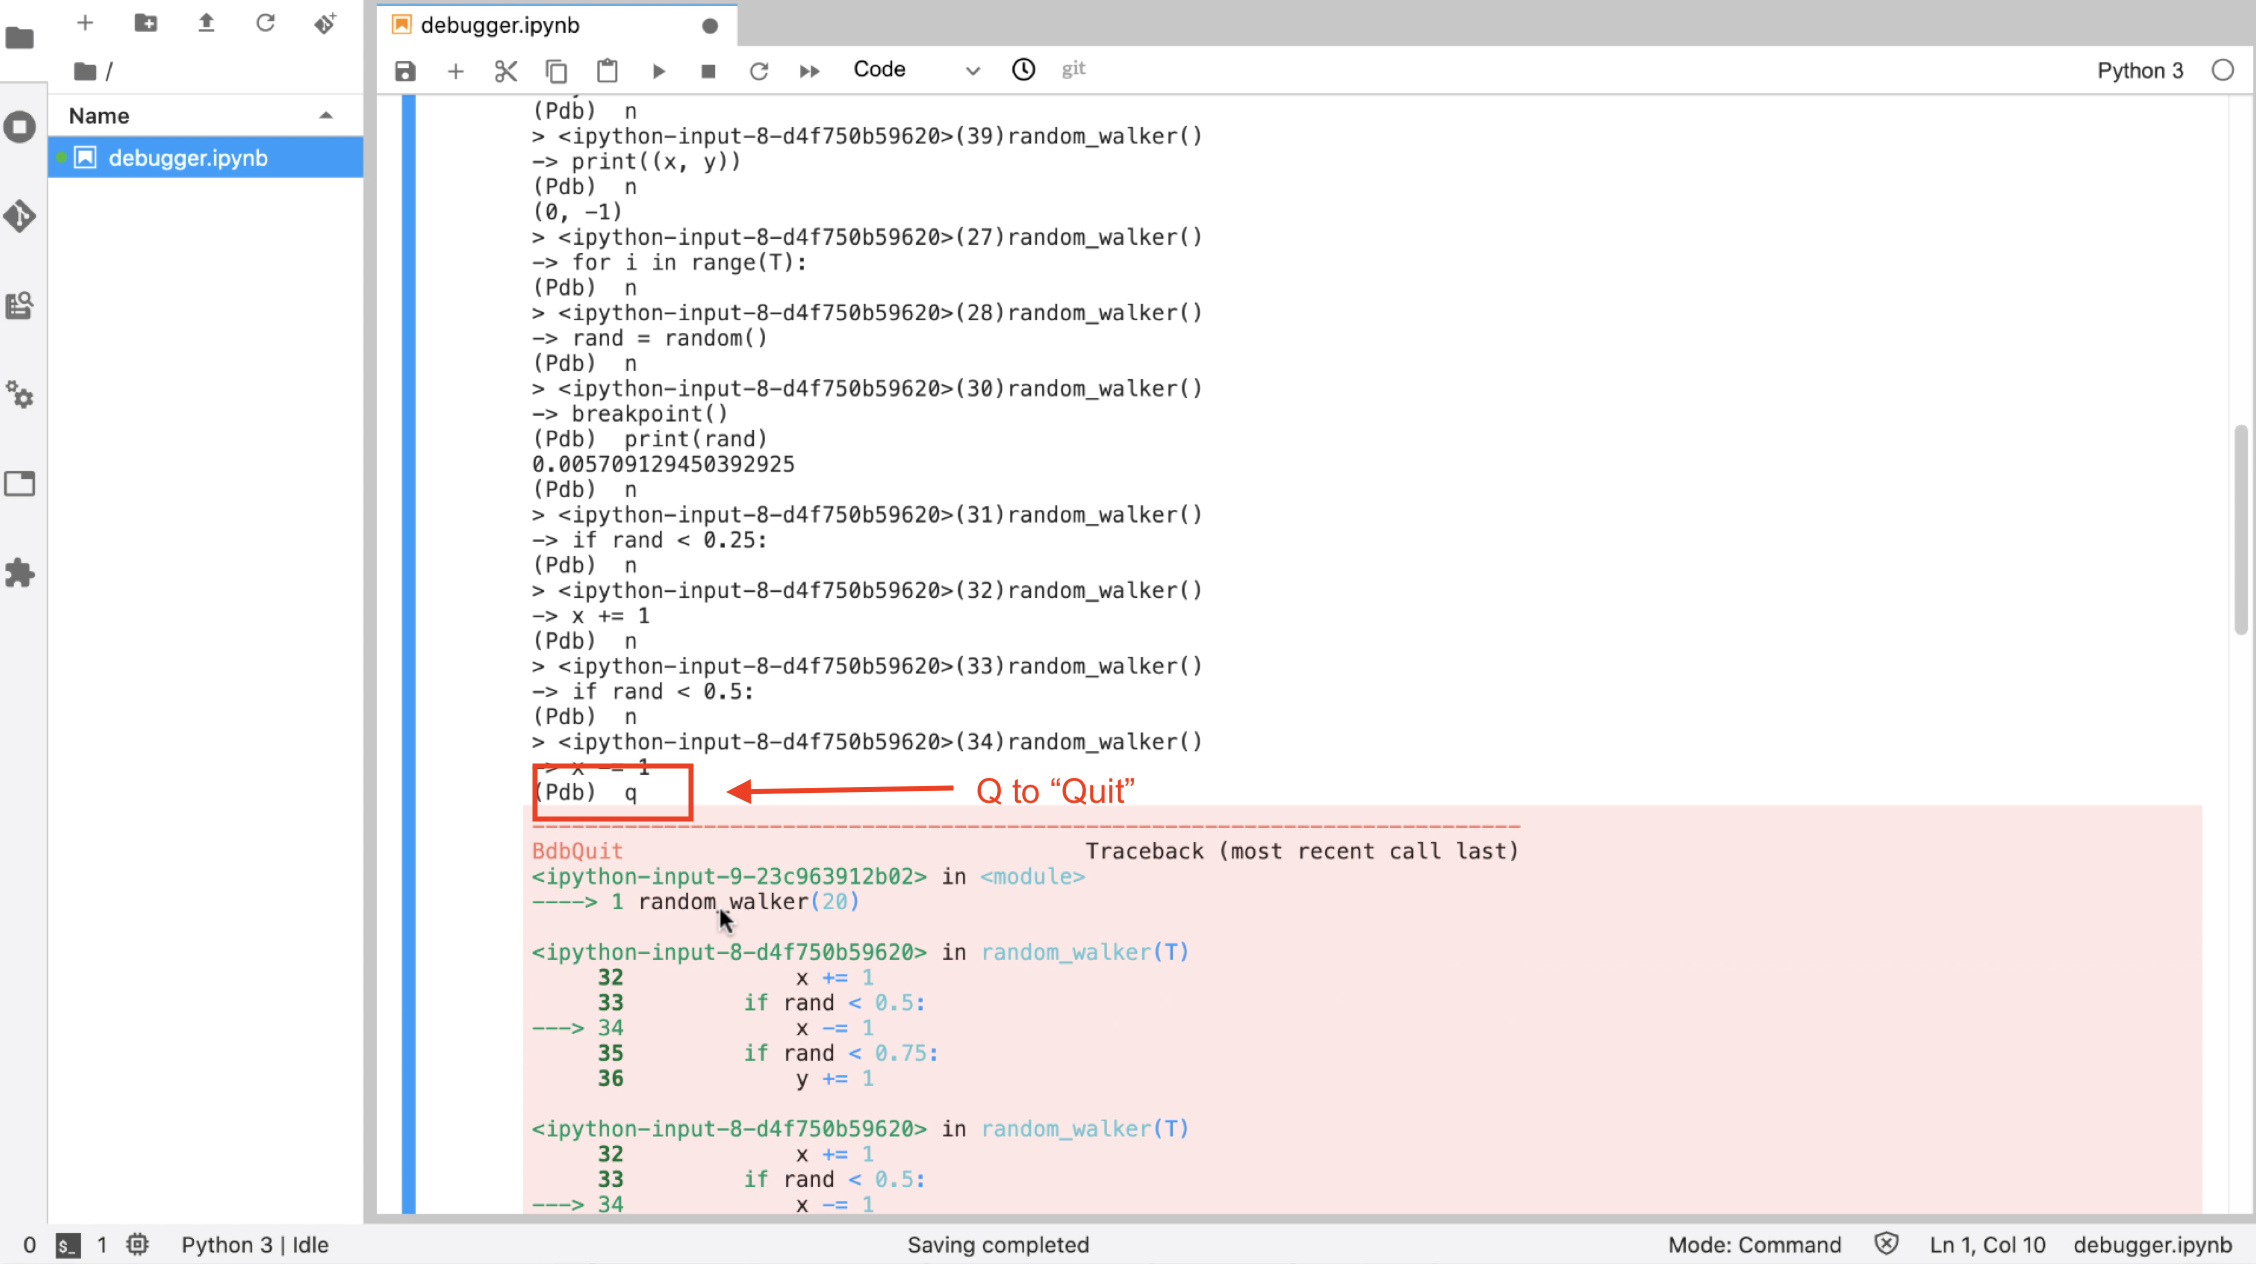 debugger.ipynb
/
Code
git
Python 3
Name
debugger.ipynb
(Pdb)  n
> <ipython-input-8-d4f750b59620>(39)random_walker()
-> print((x, y))
(Pdb)  n
(0, -1)
> <ipython-input-8-d4f750b59620>(27)random_walker()
-> for i in range(T):
(Pdb)  n
> <ipython-input-8-d4f750b59620>(28)random_walker()
-> rand = random()
(Pdb)  n
> <ipython-input-8-d4f750b59620>(30)random_walker()
-> breakpoint()
(Pdb)  print(rand)
0.005709129450392925
(Pdb)  n
> <ipython-input-8-d4f750b59620>(31)random_walker()
-> if rand < 0.25:
(Pdb)  n
> <ipython-input-8-d4f750b59620>(32)random_walker()
-> x += 1
(Pdb)  n
> <ipython-input-8-d4f750b59620>(33)random_walker()
-> if rand < 0.5:
(Pdb)  n
> <ipython-input-8-d4f750b59620>(34)random_walker()
-> x -= 1
(Pdb)  q
Q to “Quit”
---------------------------------------------------------------------------
BdbQuit                                   Traceback (most recent call last)
<ipython-input-9-23c963912b02> in <module>
----> 1 random_walker(20)
<ipython-input-8-d4f750b59620> in random_walker(T)
     32             x += 1
     33         if rand < 0.5:
---> 34             x -= 1
     35         if rand < 0.75:
     36             y += 1
<ipython-input-8-d4f750b59620> in random_walker(T)
     32             x += 1
     33         if rand < 0.5:
---> 34             x -= 1
0 $_ 1 Python 3 | Idle
Saving completed
Mode: Command
Ln 1, Col 10
debugger.ipynb